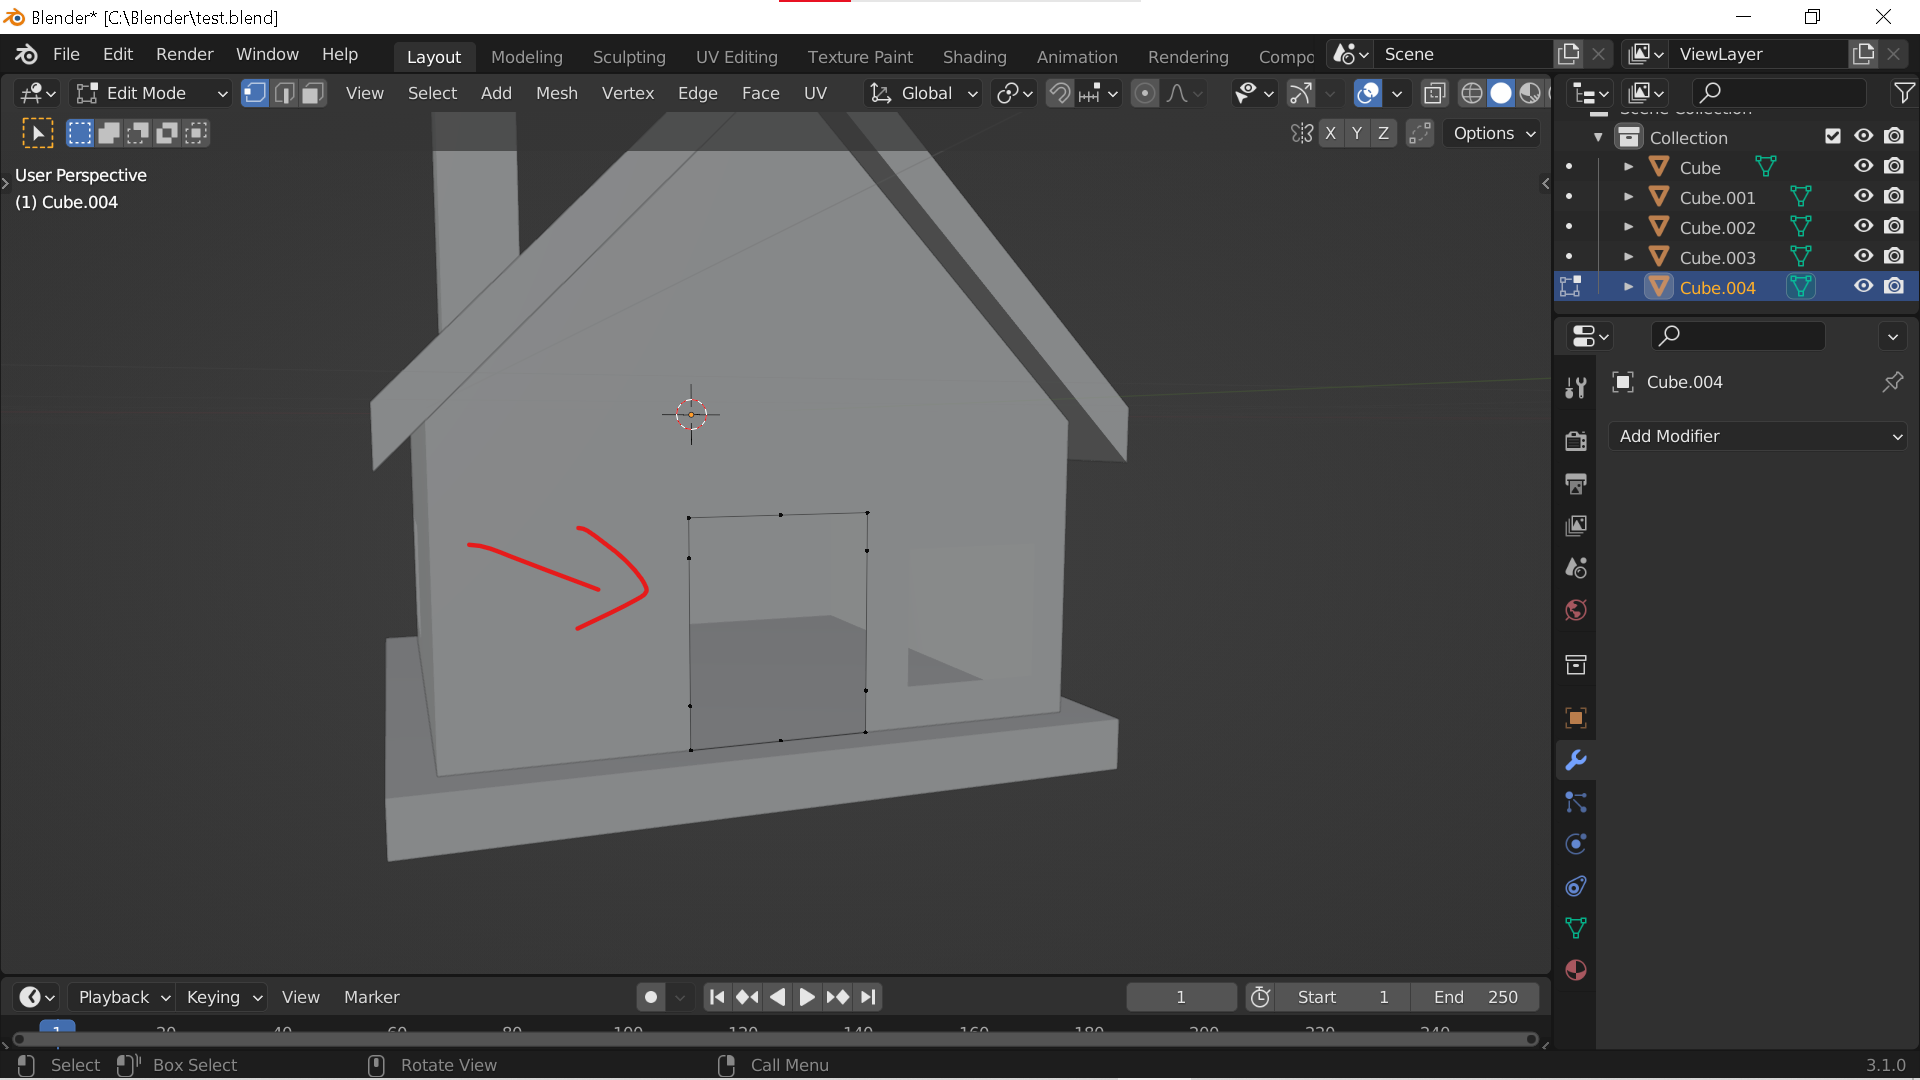 Blender* [C:\Blender\test.blend]
File Edit Render Window Help Layout Modeling Sculpting UV Editing Texture Paint Shading Animation Rendering Compo Scene ViewLayer
Edit Mode View Select Add Mesh Vertex Edge Face UV Global
X Y Z Options
User Perspective
(1) Cube.004
Scene Collection
Collection
Cube
Cube.001
Cube.002
Cube.003
Cube.004
Cube.004
Add Modifier
Playback Keying View Marker 1 Start 1 End 250
1 20 40 60 80 100 120 140 160 180 200 220 240
Select Box Select Rotate View Call Menu 3.1.0